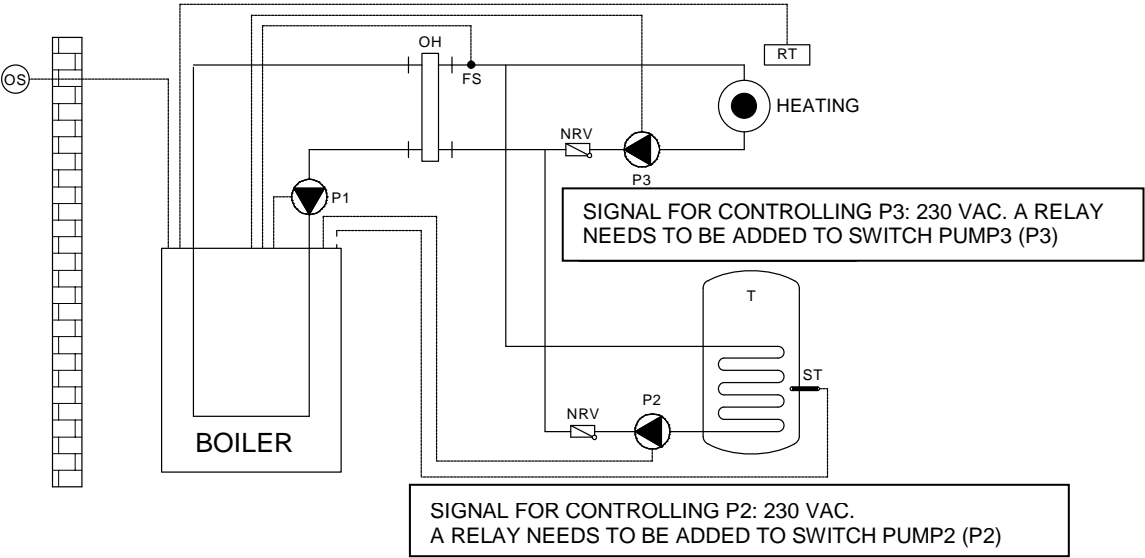 OH
RT
OS
FS
HEATING
NRV
P3
P1
SIGNAL FOR CONTROLLING P3: 230 VAC. A RELAY
NEEDS TO BE ADDED TO SWITCH PUMP3 (P3)
T
ST
P2
NRV
BOILER
SIGNAL FOR CONTROLLING P2: 230 VAC.
A RELAY NEEDS TO BE ADDED TO SWITCH PUMP2 (P2)